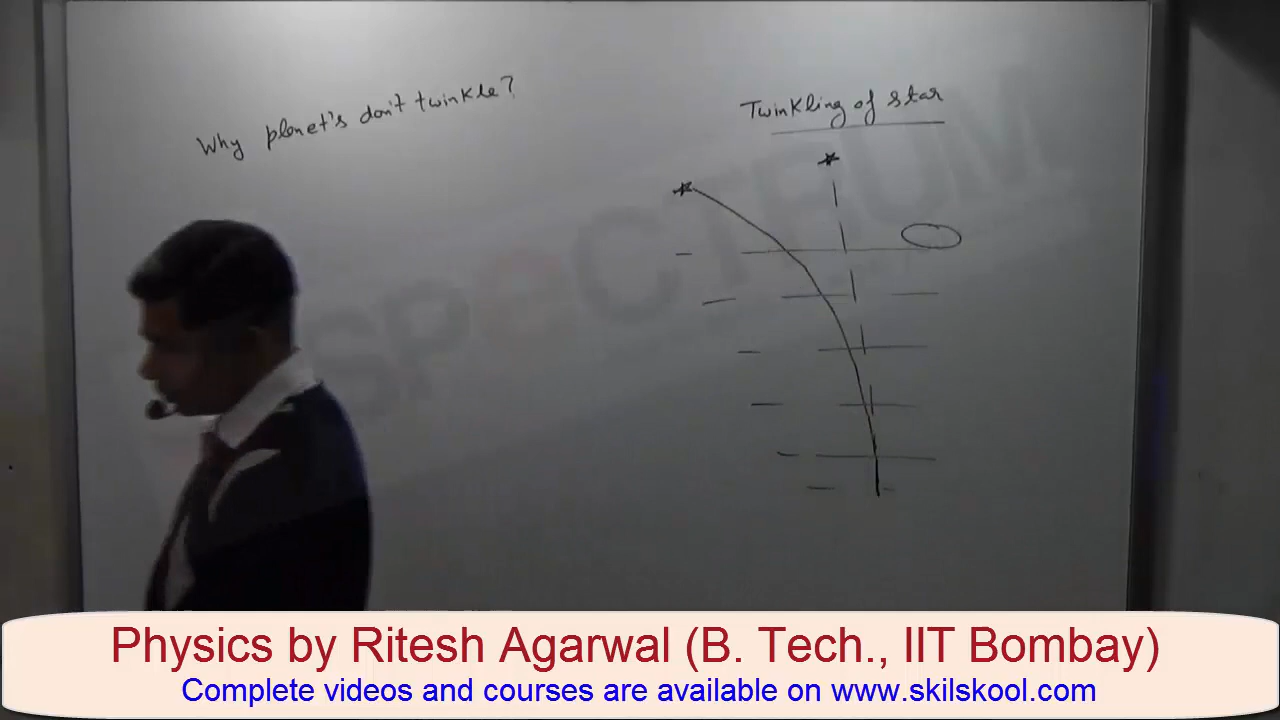 Why planet's don't twinkle?
Twinkling of star
SPECTRUM
Physics by Ritesh Agarwal (B. Tech., IIT Bombay)
Complete videos and courses are available on www.skilskool.com